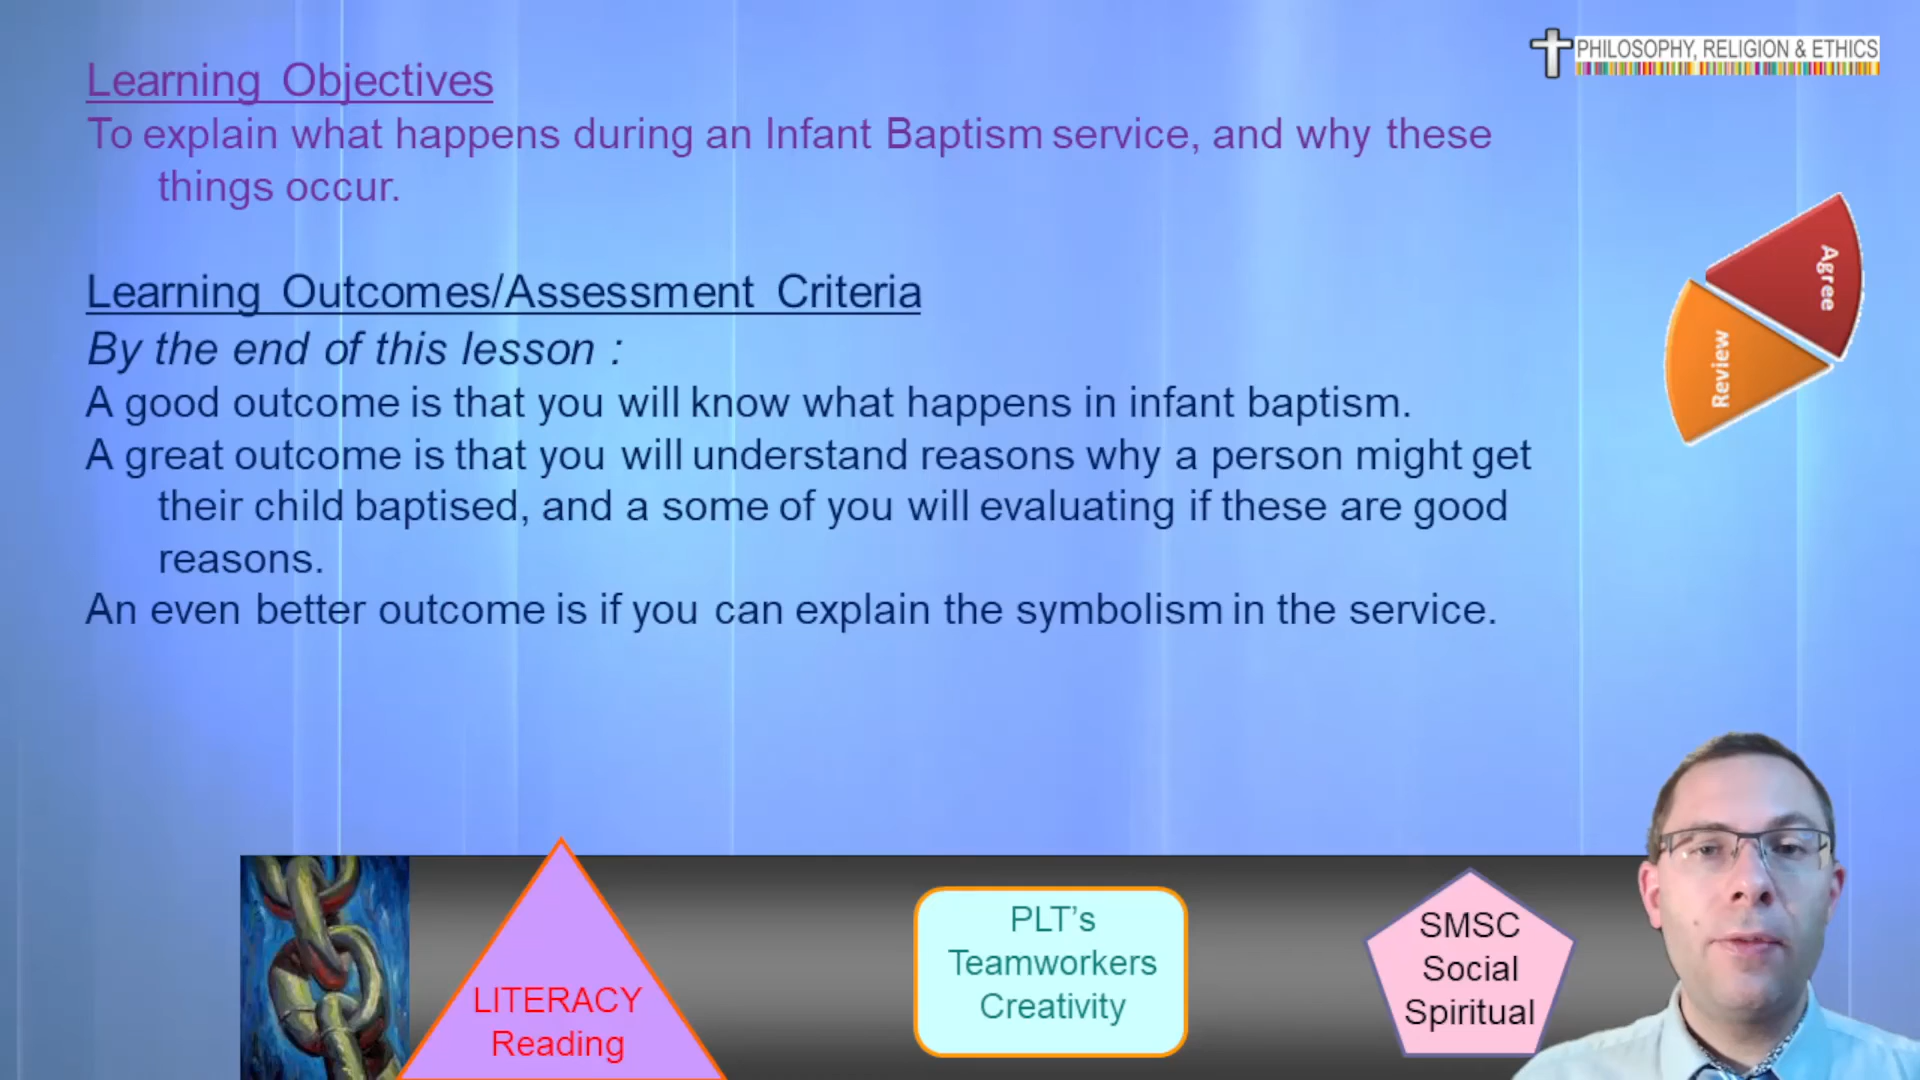 PHILOSOPHY, RELIGION & ETHICS
Learning Objectives
To explain what happens during an Infant Baptism service, and why these
things occur.
Learning Outcomes/Assessment Criteria
By the end of this lesson :
A good outcome is that you will know what happens in infant baptism.
A great outcome is that you will understand reasons why a person might get
their child baptised, and a some of you will evaluating if these are good
reasons.
An even better outcome is if you can explain the symbolism in the service.
Agree
Review
LITERACY
Reading
PLT’s
Teamworkers
Creativity
SMSC
Social
Spiritual